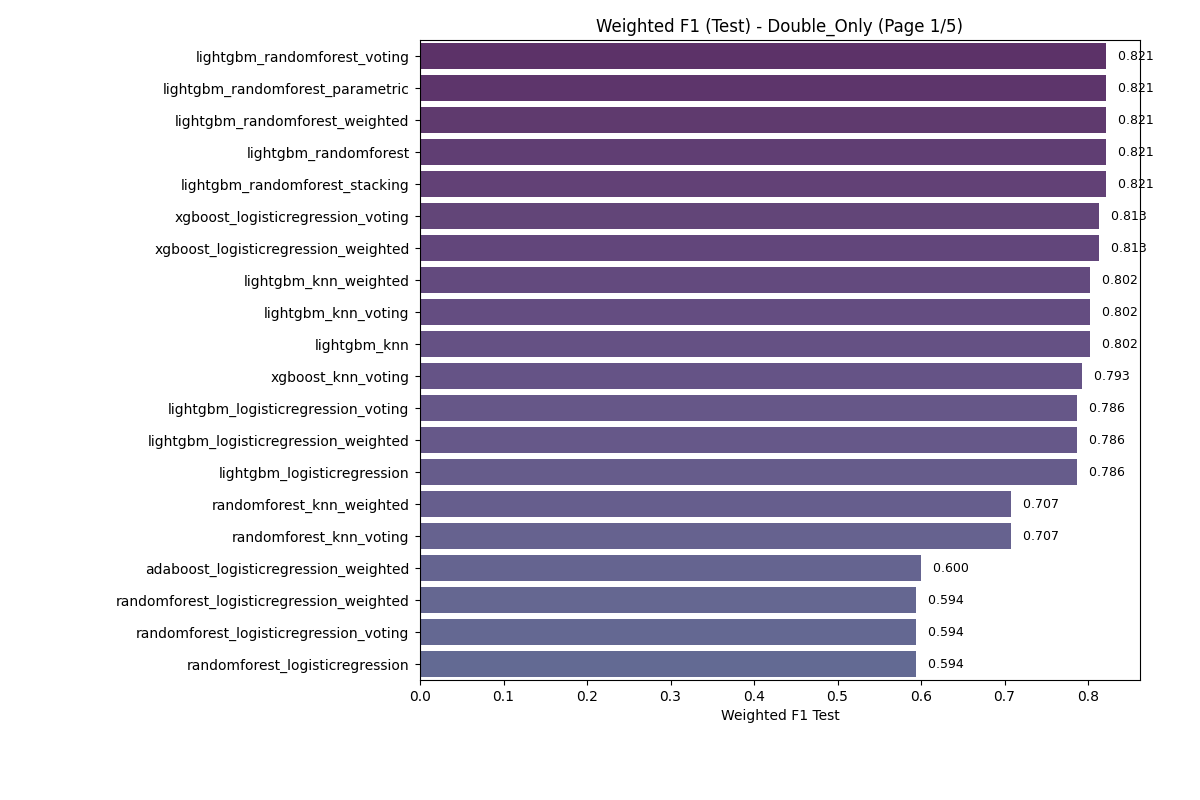 Weighted F1 (Test) - Double_Only (Page 1/5)
lightgbm_randomforest_voting 0.821
lightgbm_randomforest_parametric 0.821
lightgbm_randomforest_weighted 0.821
lightgbm_randomforest 0.821
lightgbm_randomforest_stacking 0.821
xgboost_logisticregression_voting 0.813
xgboost_logisticregression_weighted 0.813
lightgbm_knn_weighted 0.802
lightgbm_knn_voting 0.802
lightgbm_knn 0.802
xgboost_knn_voting 0.793
lightgbm_logisticregression_voting 0.786
lightgbm_logisticregression_weighted 0.786
lightgbm_logisticregression 0.786
randomforest_knn_weighted 0.707
randomforest_knn_voting 0.707
adaboost_logisticregression_weighted 0.600
randomforest_logisticregression_weighted 0.594
randomforest_logisticregression_voting 0.594
randomforest_logisticregression 0.594
0.0 0.1 0.2 0.3 0.4 0.5 0.6 0.7 0.8
Weighted F1 Test